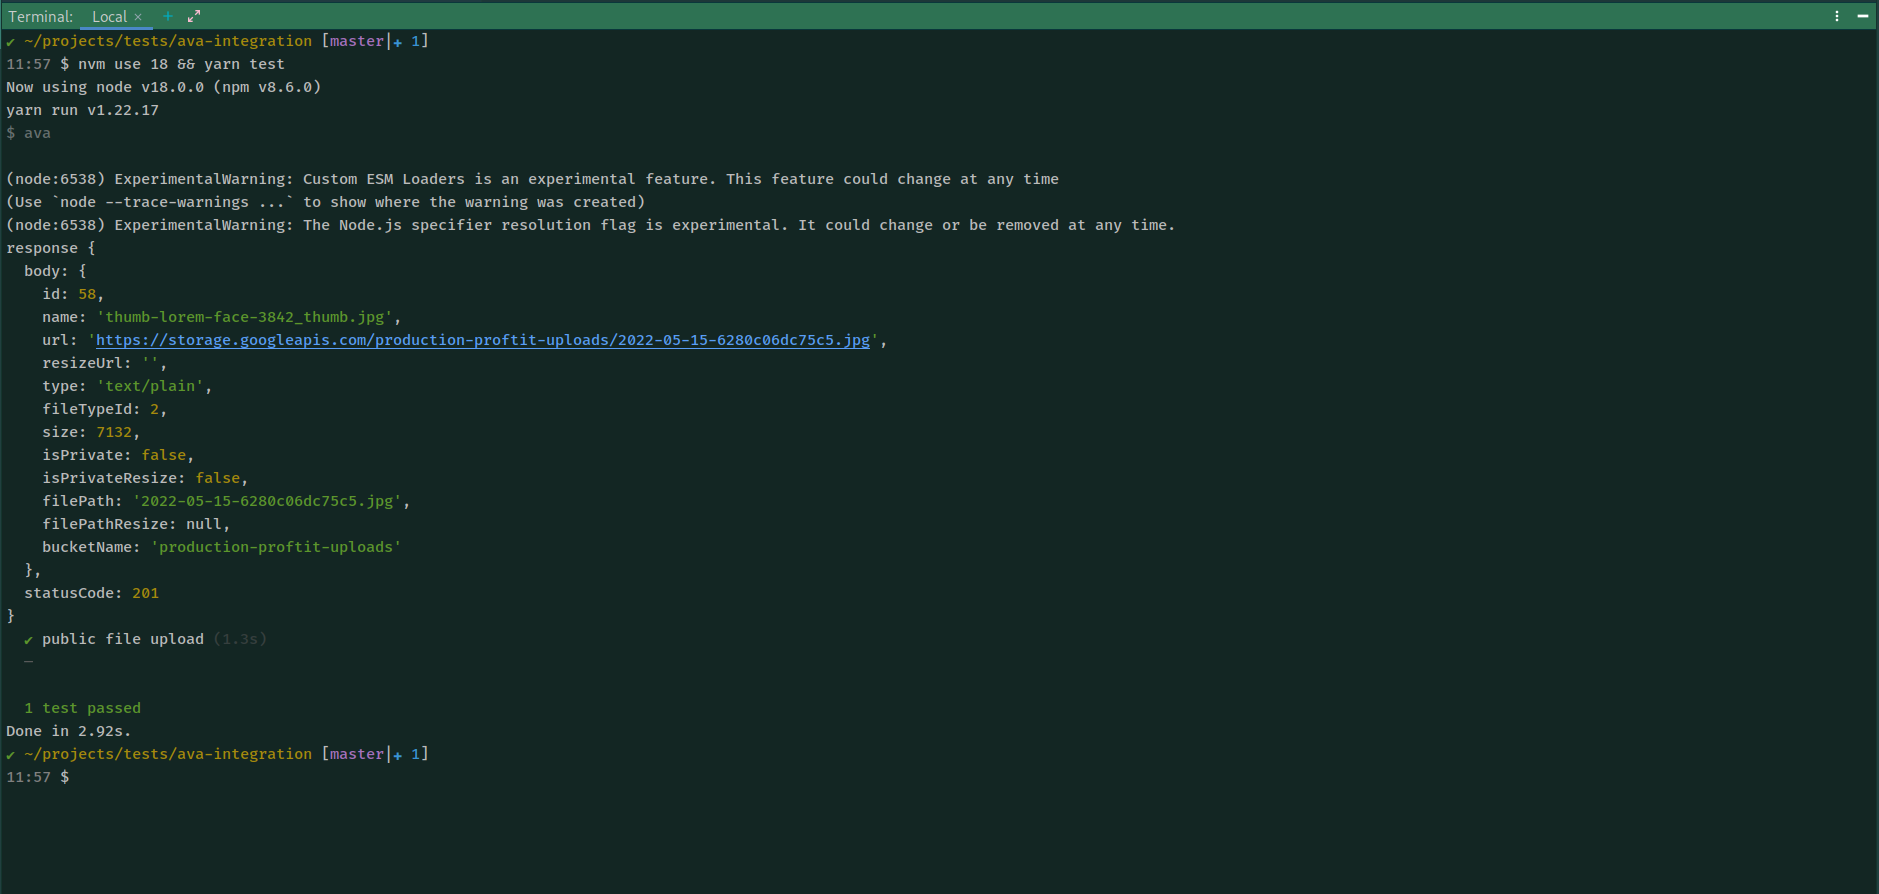 Terminal: Local × +
✔ ~/projects/tests/ava-integration [master|✚ 1]
11:57 $ nvm use 18 && yarn test
Now using node v18.0.0 (npm v8.6.0)
yarn run v1.22.17
$ ava
(node:6538) ExperimentalWarning: Custom ESM Loaders is an experimental feature. This feature could change at any time
(Use `node --trace-warnings ...` to show where the warning was created)
(node:6538) ExperimentalWarning: The Node.js specifier resolution flag is experimental. It could change or be removed at any time.
response {
  body: {
    id: 58,
    name: 'thumb-lorem-face-3842_thumb.jpg',
    url: 'https://storage.googleapis.com/production-proftit-uploads/2022-05-15-6280c06dc75c5.jpg',
    resizeUrl: '',
    type: 'text/plain',
    fileTypeId: 2,
    size: 7132,
    isPrivate: false,
    isPrivateResize: false,
    filePath: '2022-05-15-6280c06dc75c5.jpg',
    filePathResize: null,
    bucketName: 'production-proftit-uploads'
  },
  statusCode: 201
}
  ✔ public file upload (1.3s)
  ─
  1 test passed
Done in 2.92s.
✔ ~/projects/tests/ava-integration [master|✚ 1]
11:57 $